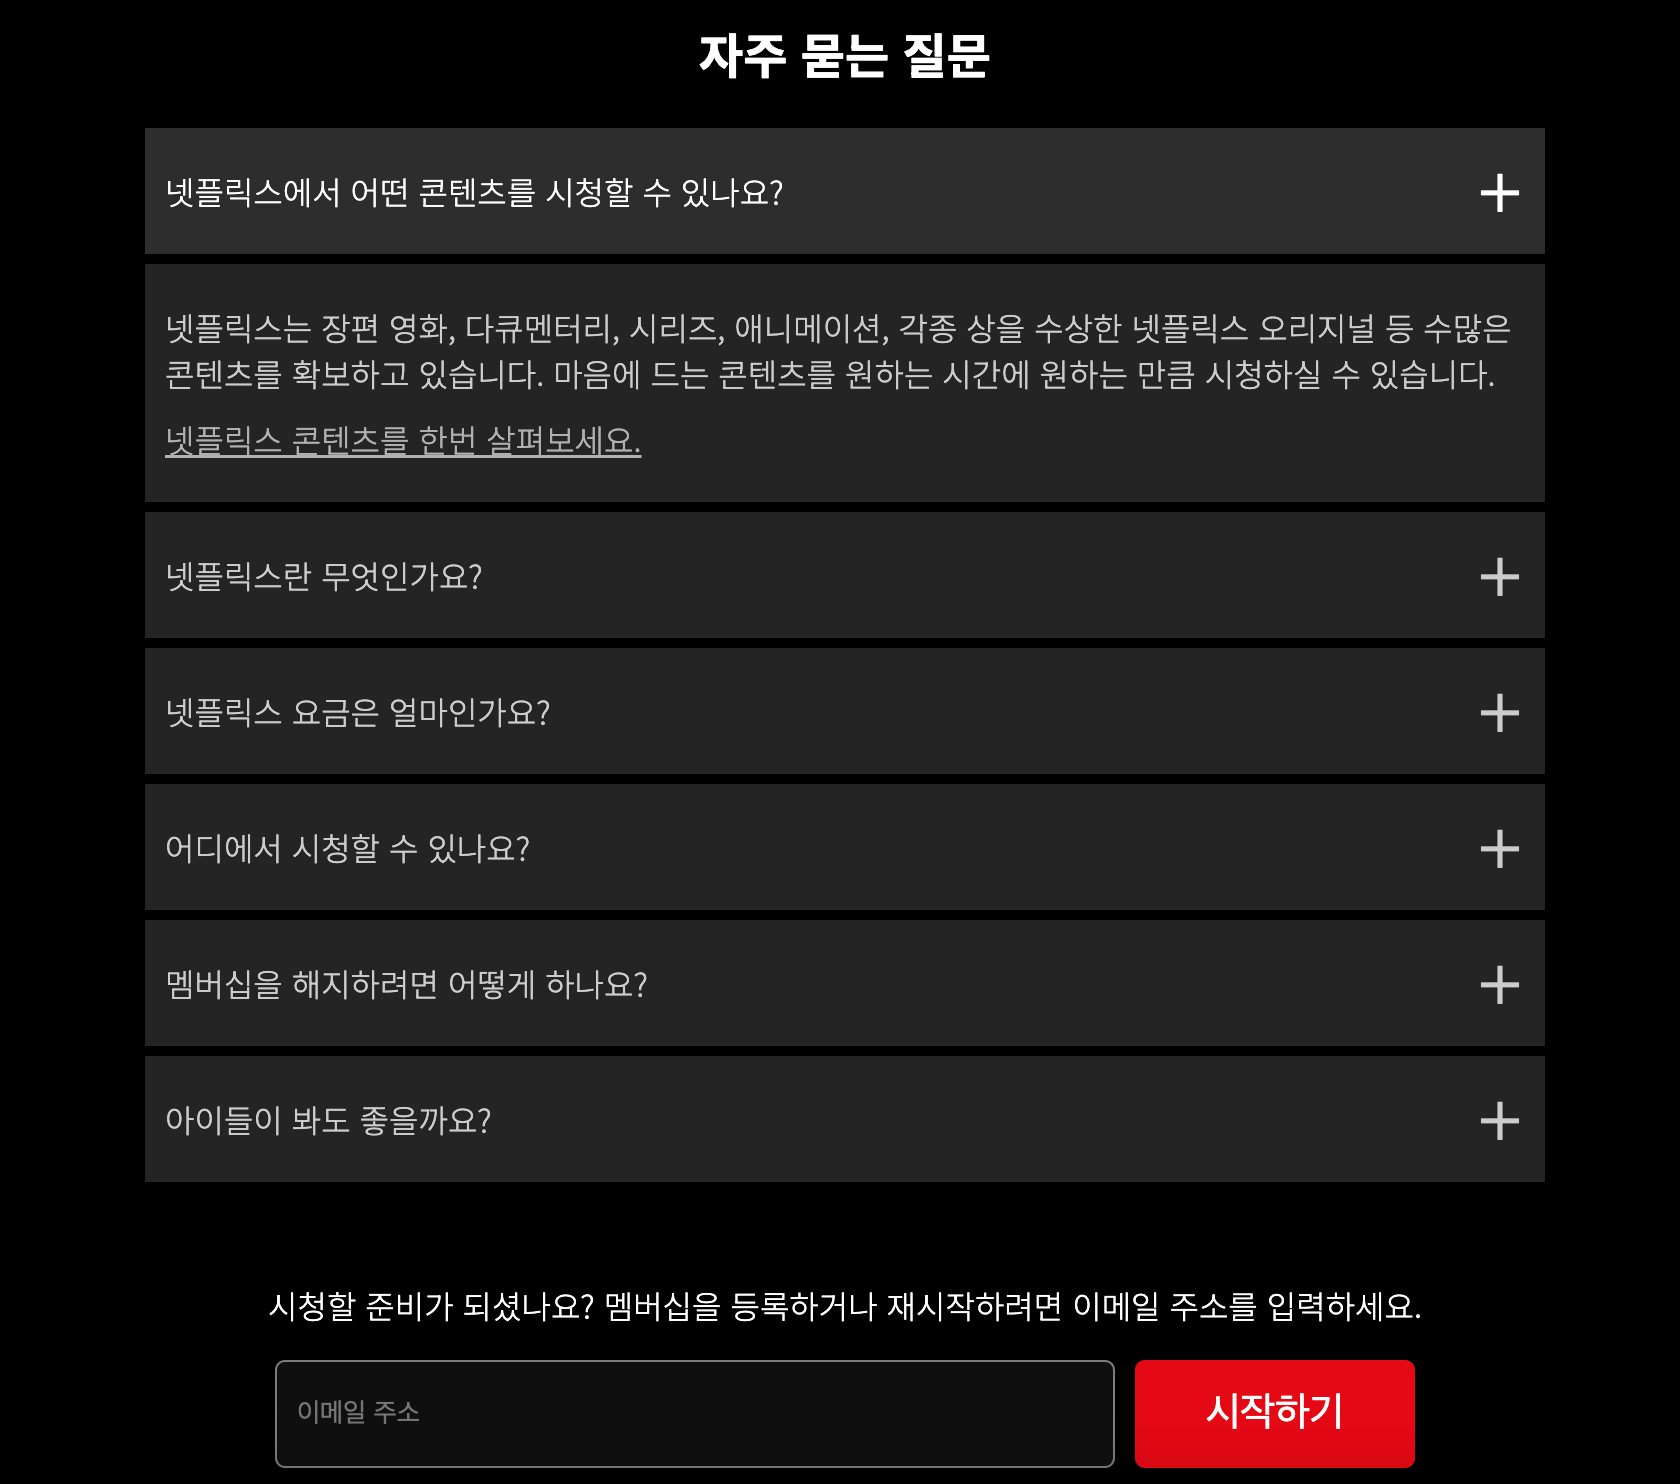 자주 묻는 질문
넷플릭스에서 어떤 콘텐츠를 시청할 수 있나요?
넷플릭스는 장편 영화, 다큐멘터리, 시리즈, 애니메이션, 각종 상을 수상한 넷플릭스 오리지널 등 수많은
콘텐츠를 확보하고 있습니다. 마음에 드는 콘텐츠를 원하는 시간에 원하는 만큼 시청하실 수 있습니다.
넷플릭스 콘텐츠를 한번 살펴보세요.
넷플릭스란 무엇인가요?
넷플릭스 요금은 얼마인가요?
어디에서 시청할 수 있나요?
멤버십을 해지하려면 어떻게 하나요?
아이들이 봐도 좋을까요?
시청할 준비가 되셨나요? 멤버십을 등록하거나 재시작하려면 이메일 주소를 입력하세요.
이메일 주소
시작하기